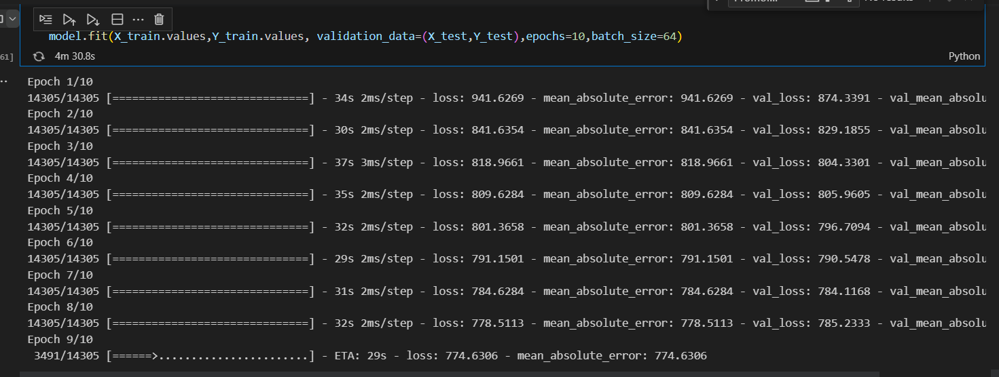 model.fit(X_train.values,Y_train.values, validation_data=(X_test,Y_test),epochs=10,batch_size=64)
61]
4m 30.8s
Python
Epoch 1/10
14305/14305 [==============================] - 34s 2ms/step - loss: 941.6269 - mean_absolute_error: 941.6269 - val_loss: 874.3391 - val_mean_absolu
Epoch 2/10
14305/14305 [==============================] - 30s 2ms/step - loss: 841.6354 - mean_absolute_error: 841.6354 - val_loss: 829.1855 - val_mean_absolu
Epoch 3/10
14305/14305 [==============================] - 37s 3ms/step - loss: 818.9661 - mean_absolute_error: 818.9661 - val_loss: 804.3301 - val_mean_absolu
Epoch 4/10
14305/14305 [==============================] - 35s 2ms/step - loss: 809.6284 - mean_absolute_error: 809.6284 - val_loss: 805.9605 - val_mean_absolu
Epoch 5/10
14305/14305 [==============================] - 32s 2ms/step - loss: 801.3658 - mean_absolute_error: 801.3658 - val_loss: 796.7094 - val_mean_absolu
Epoch 6/10
14305/14305 [==============================] - 29s 2ms/step - loss: 791.1501 - mean_absolute_error: 791.1501 - val_loss: 790.5478 - val_mean_absolu
Epoch 7/10
14305/14305 [==============================] - 31s 2ms/step - loss: 784.6284 - mean_absolute_error: 784.6284 - val_loss: 784.1168 - val_mean_absolu
Epoch 8/10
14305/14305 [==============================] - 32s 2ms/step - loss: 778.5113 - mean_absolute_error: 778.5113 - val_loss: 785.2333 - val_mean_absolu
Epoch 9/10
3491/14305 [======>.......................] - ETA: 29s - loss: 774.6306 - mean_absolute_error: 774.6306